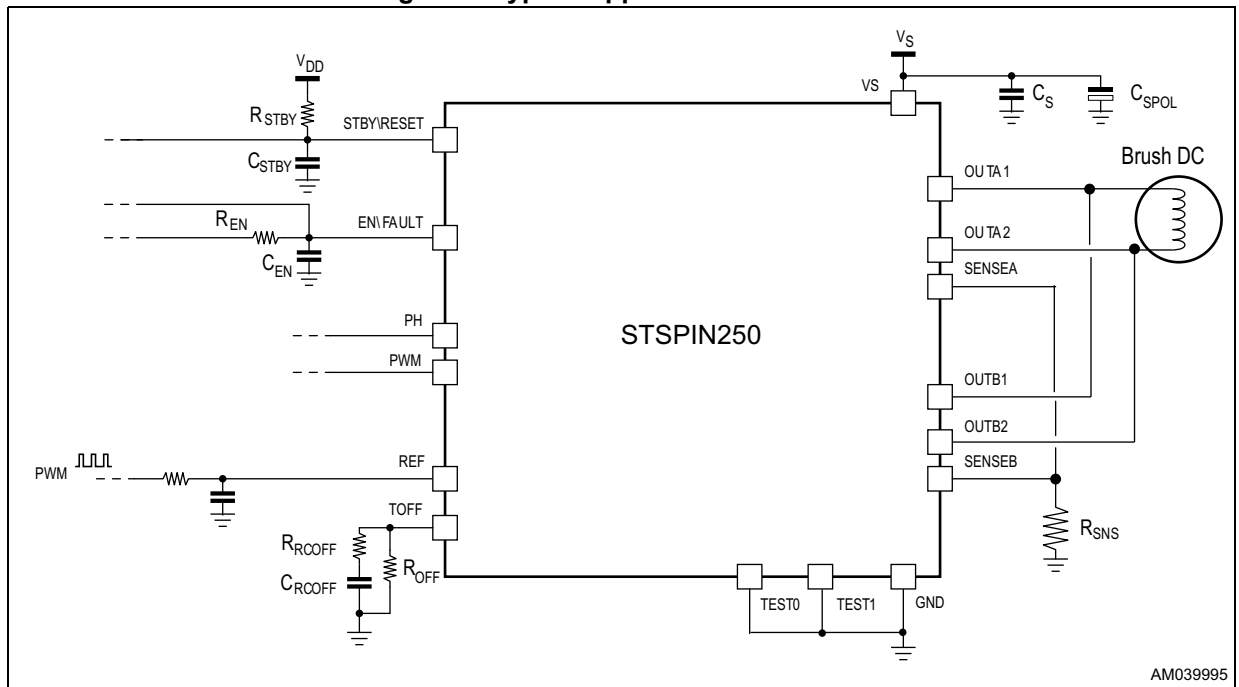 V_S
V_DD
VS
C_S
C_SPOL
R_STBY
STBY\RESET
C_STBY
Brush DC
OUTA1
R_EN
EN\FAULT
C_EN
OUTA2
SENSEA
PH
STSPIN250
PWM
OUTB1
OUTB2
PWM
REF
SENSEB
TOFF
R_RCOFF
R_OFF
C_RCOFF
R_SNS
TEST0
TEST1
GND
AM039995